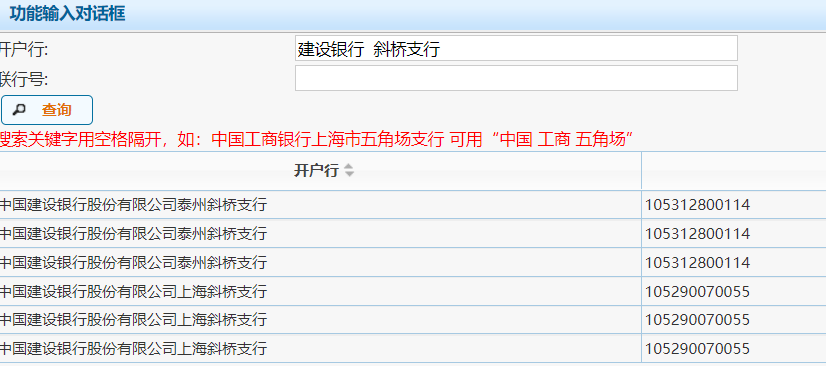 功能输入对话框
开户行:
建设银行 斜桥支行
联行号:
查询
搜索关键字用空格隔开，如：中国工商银行上海市五角场支行 可用“中国 工商 五角场”
开户行
中国建设银行股份有限公司泰州斜桥支行 105312800114
中国建设银行股份有限公司泰州斜桥支行 105312800114
中国建设银行股份有限公司泰州斜桥支行 105312800114
中国建设银行股份有限公司上海斜桥支行 105290070055
中国建设银行股份有限公司上海斜桥支行 105290070055
中国建设银行股份有限公司上海斜桥支行 105290070055